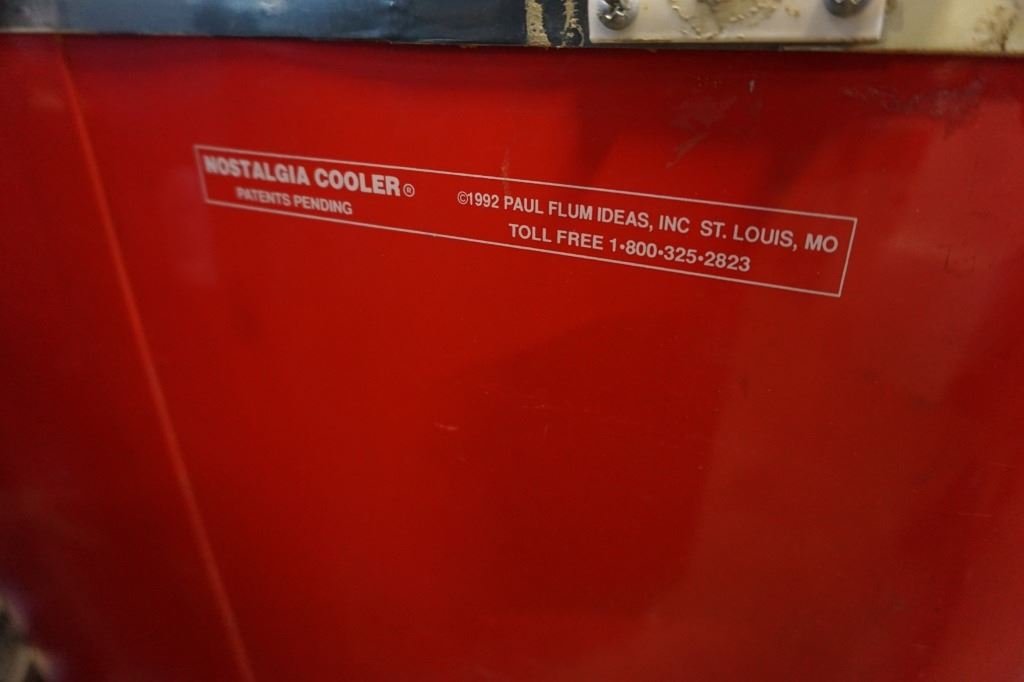 NOSTALGIA COOLER®
PATENTS PENDING
©1992 PAUL FLUM IDEAS, INC ST. LOUIS, MO
TOLL FREE 1•800•325•2823